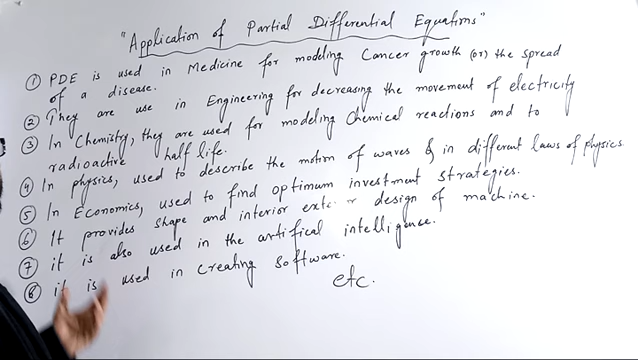 "Application of Partial Differential Equations"
① PDE is used in Medicine for modeling Cancer growth (or) the spread
of a disease.
② They are use in Engineering for decreasing the movement of electricity
③ In Chemistry, they are used for modeling Chemical reactions and to
radioactive half life.
④ In physics, used to describe the motion of waves & in different laws of physics.
⑤ In Economics, used to find optimum investment strategies.
⑥ It provides shape and interior design of machine.
⑦ it is also used in the artifical intelligence.
⑧ it is used in creating software.
etc.